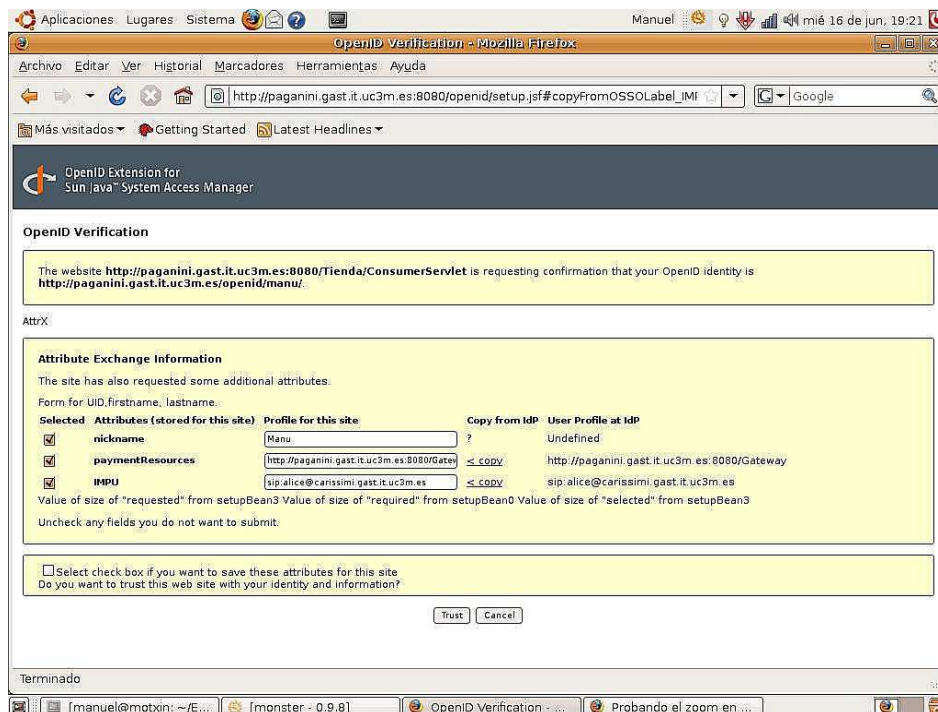 Aplicaciones Lugares Sistema Manuel mié 16 de jun, 19:21
OpenID Verification - Mozilla Firefox
Archivo Editar Ver Historial Marcadores Herramientas Ayuda
http://paganini.gast.it.uc3m.es:8080/openid/setup.jsf#copyFromOSSOLabel_IMF Google
Más visitados Getting Started Latest Headlines
OpenID Extension for
Sun Java™ System Access Manager
OpenID Verification
The website http://paganini.gast.it.uc3m.es:8080/Tienda/ConsumerServlet is requesting confirmation that your OpenID identity is
http://paganini.gast.it.uc3m.es/openid/manu/.
AttrX
Attribute Exchange Information
The site has also requested some additional attributes.
Form for UID,firstname, lastname.
Selected Attributes (stored for this site) Profile for this site Copy from IdP User Profile at IdP
nickname Manu ? Undefined
paymentResources http://paganini.gast.it.uc3m.es:8080/Gatew < copy http://paganini.gast.it.uc3m.es:8080/Gateway
IMPU sip:alice@carissimi.gast.it.uc3m.es < copy sip:alice@carissimi.gast.it.uc3m.es
Value of size of "requested" from setupBean3 Value of size of "required" from setupBean0 Value of size of "selected" from setupBean3
Uncheck any fields you do not want to submit.
Select check box if you want to save these attributes for this site
Do you want to trust this web site with your identity and information?
Trust Cancel
Terminado
[manuel@motxin: ~/E... [monster - 0.9.8] OpenID Verification - ... Probando el zoom en ...